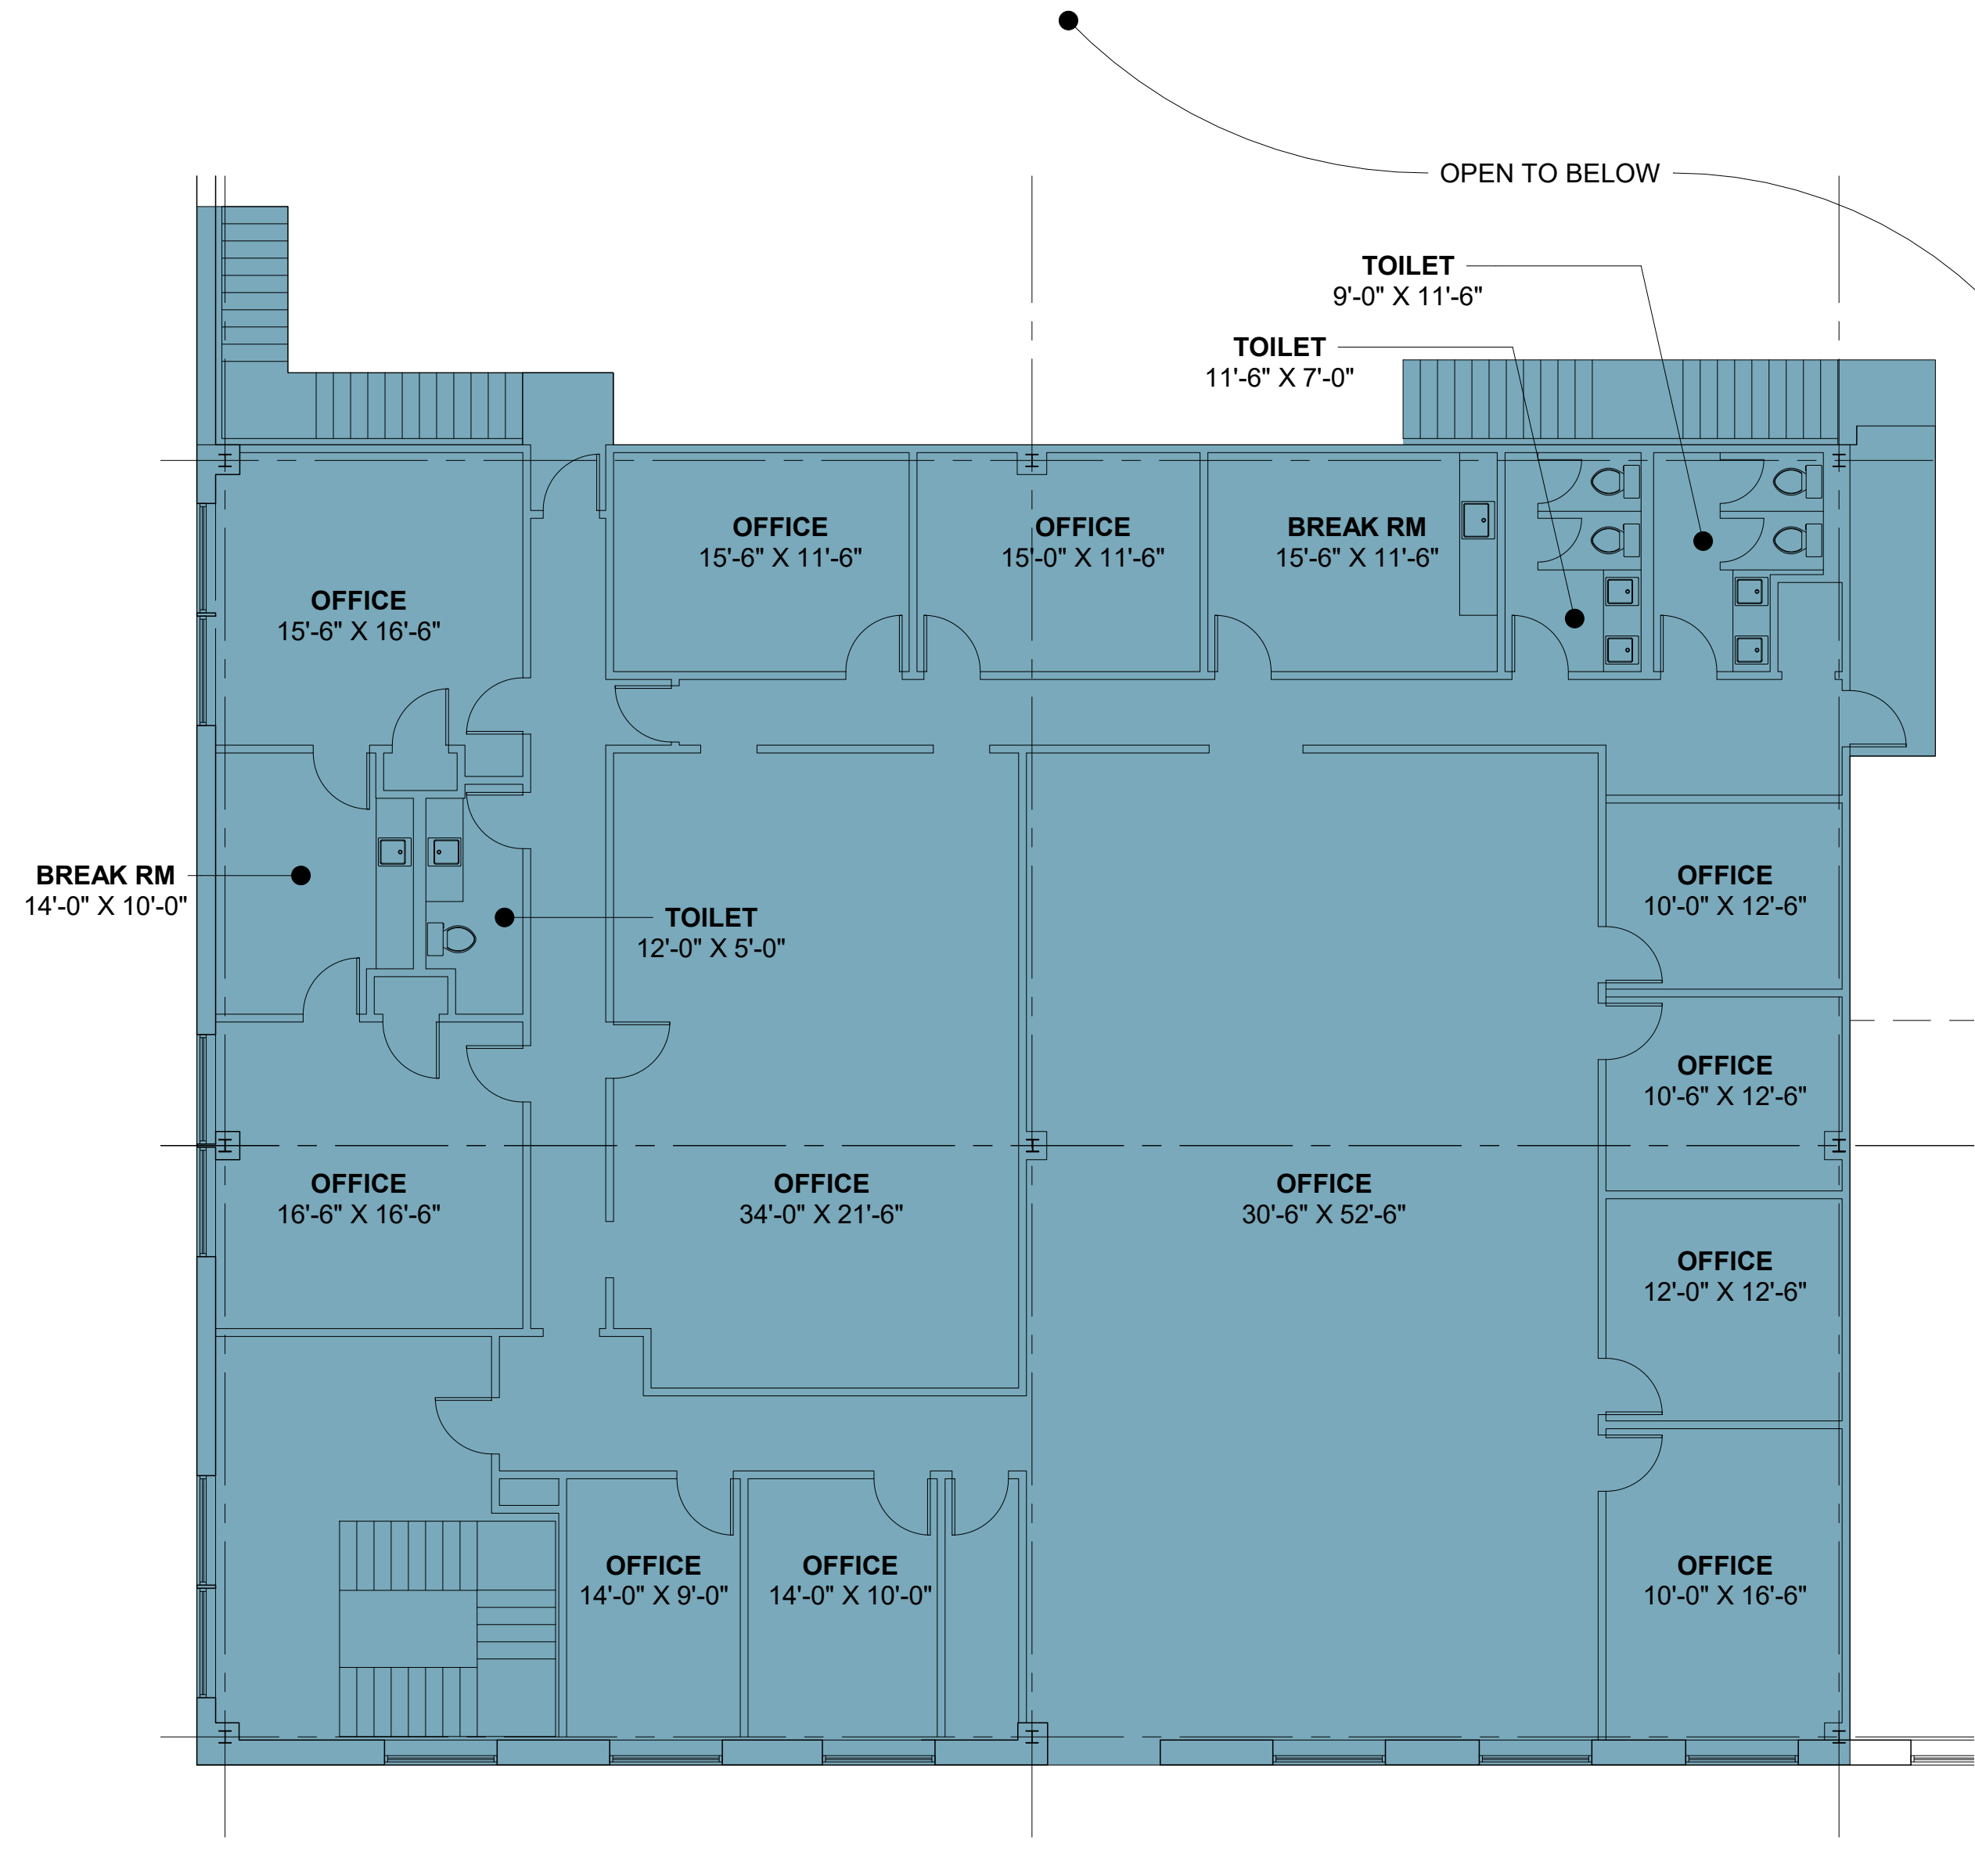 OPEN TO BELOW
TOILET
9'-0" X 11'-6"
TOILET
11'-6" X 7'-0"
OFFICE
15'-6" X 11'-6"
OFFICE
15'-0" X 11'-6"
BREAK RM
15'-6" X 11'-6"
OFFICE
15'-6" X 16'-6"
BREAK RM
14'-0" X 10'-0"
TOILET
12'-0" X 5'-0"
OFFICE
10'-0" X 12'-6"
OFFICE
10'-6" X 12'-6"
OFFICE
16'-6" X 16'-6"
OFFICE
34'-0" X 21'-6"
OFFICE
30'-6" X 52'-6"
OFFICE
12'-0" X 12'-6"
OFFICE
14'-0" X 9'-0"
OFFICE
14'-0" X 10'-0"
OFFICE
10'-0" X 16'-6"